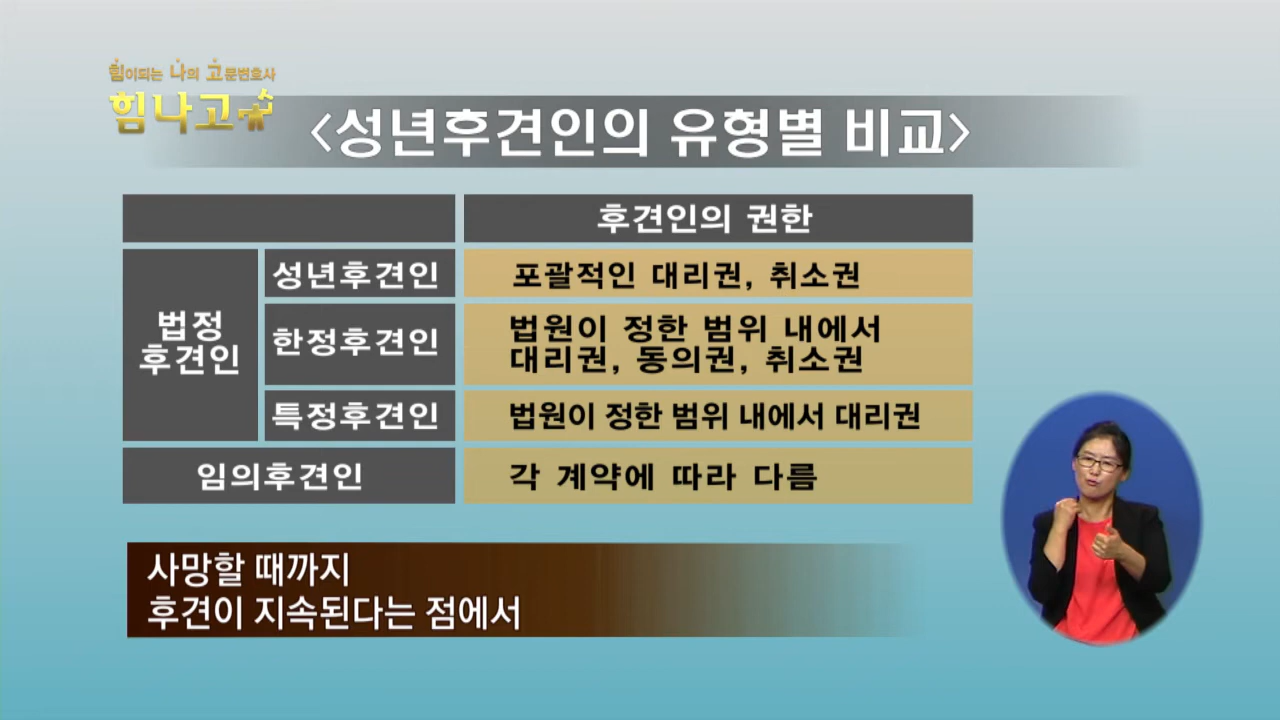 힘이되는 나의 고문변호사
힘나고
<성년후견인의 유형별 비교>
후견인의 권한
법정
후견인
성년후견인
포괄적인 대리권, 취소권
한정후견인
법원이 정한 범위 내에서
대리권, 동의권, 취소권
특정후견인
법원이 정한 범위 내에서 대리권
임의후견인
각 계약에 따라 다름
사망할 때까지
후견이 지속된다는 점에서